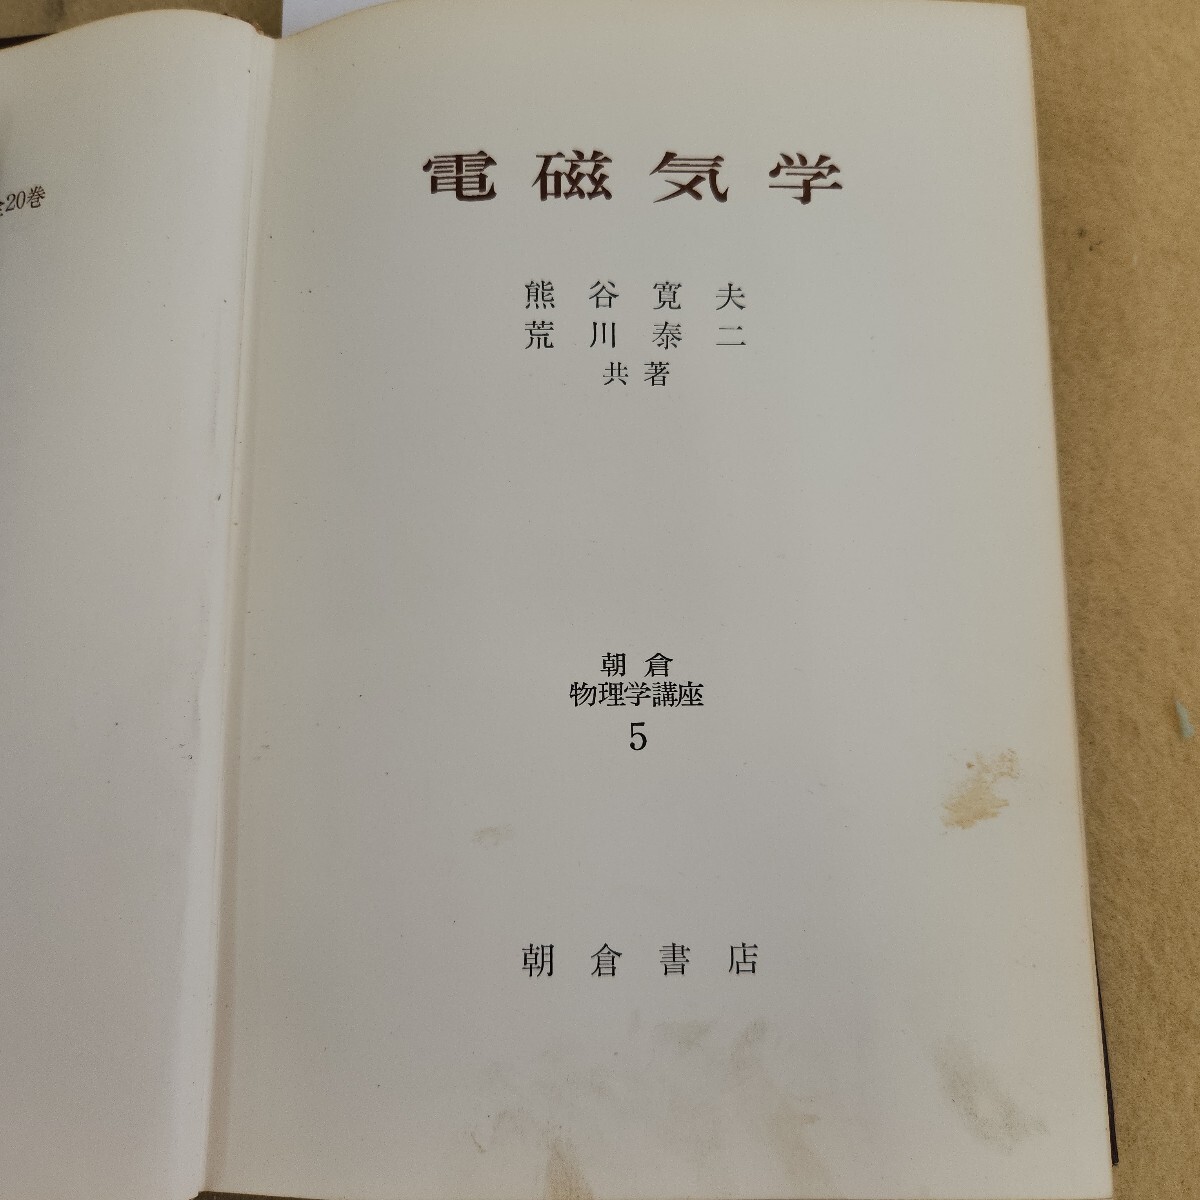 20巻
電磁気学
熊谷寛夫
荒川泰二
共著
朝倉
物理学講座
5
朝倉書店